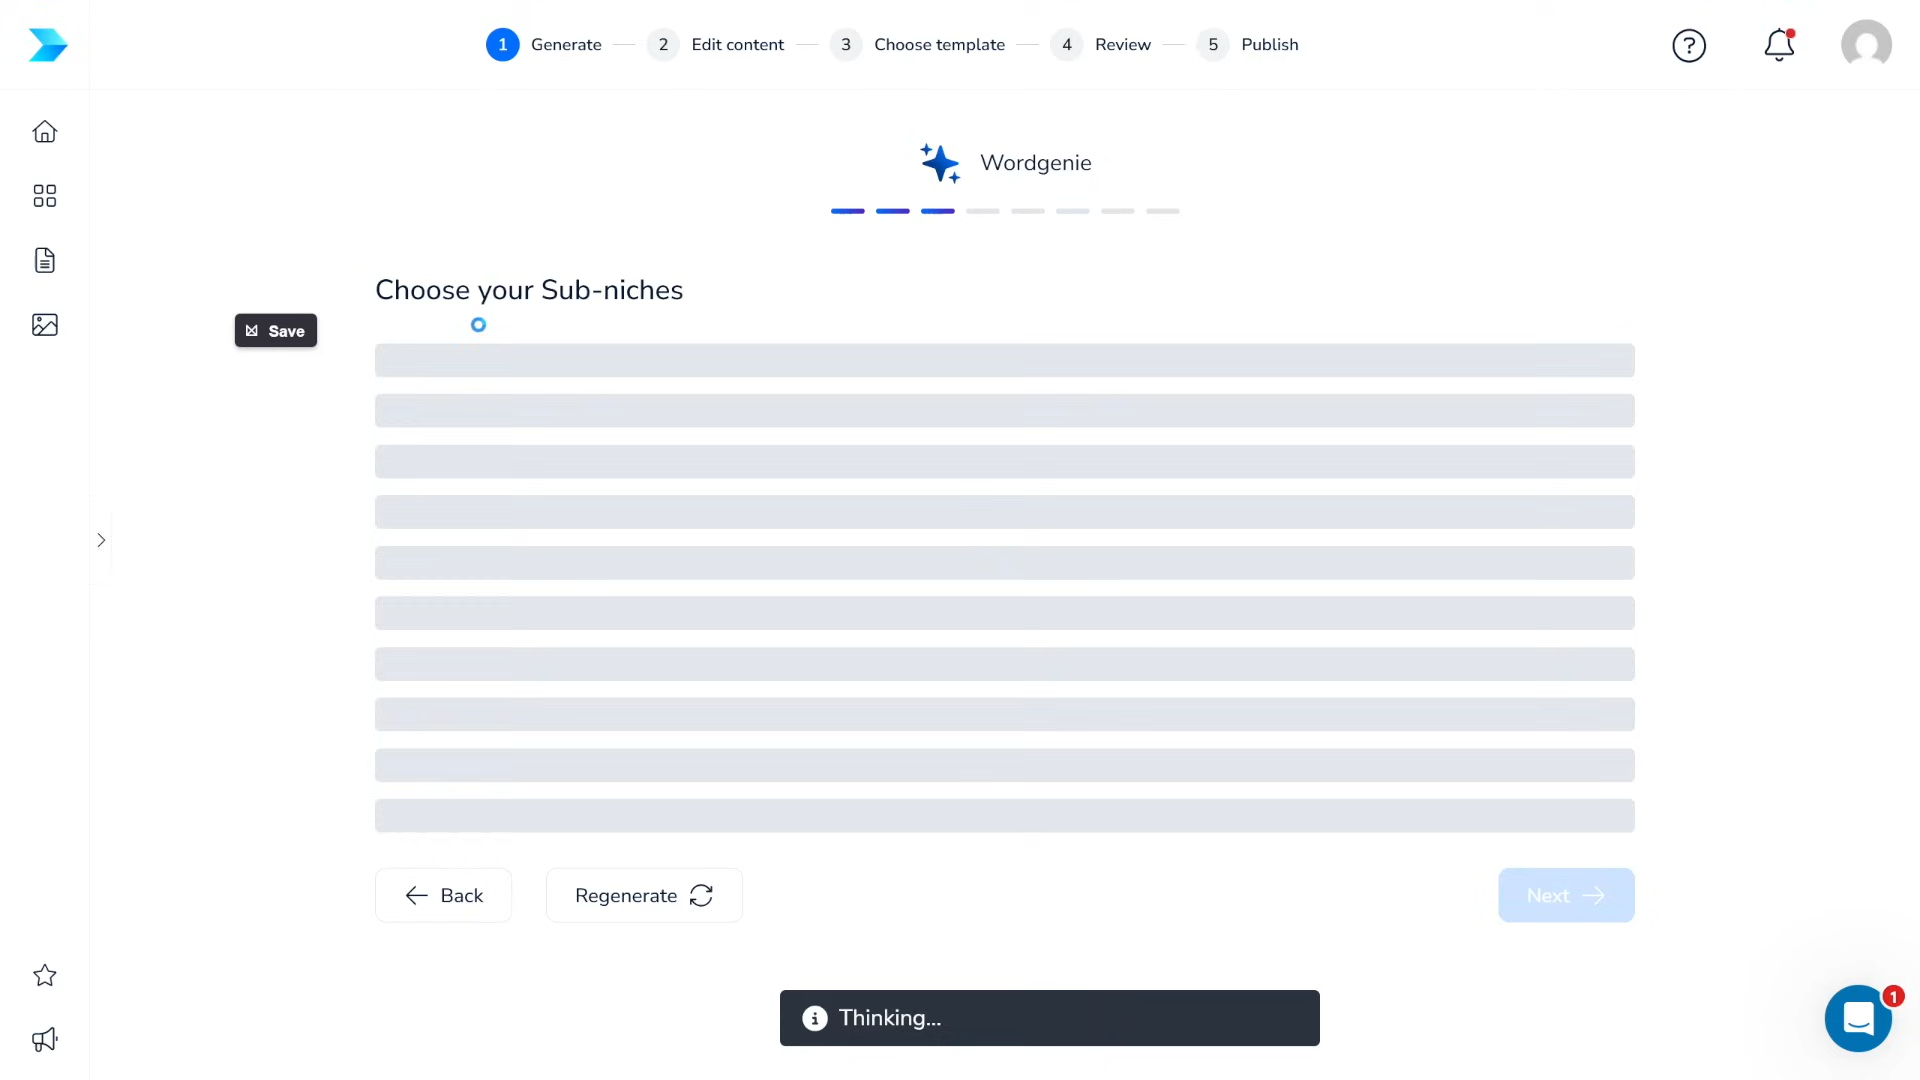 1 Generate 2 Edit content 3 Choose template 4 Review 5 Publish
Wordgenie
Choose your Sub-niches
Save
Back Regenerate Next
Thinking...
1